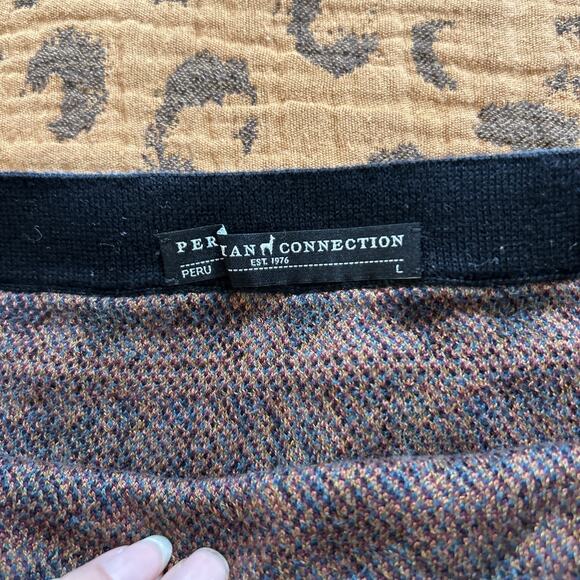 PER IAN CONNECTION
EST. 1976
PERU L